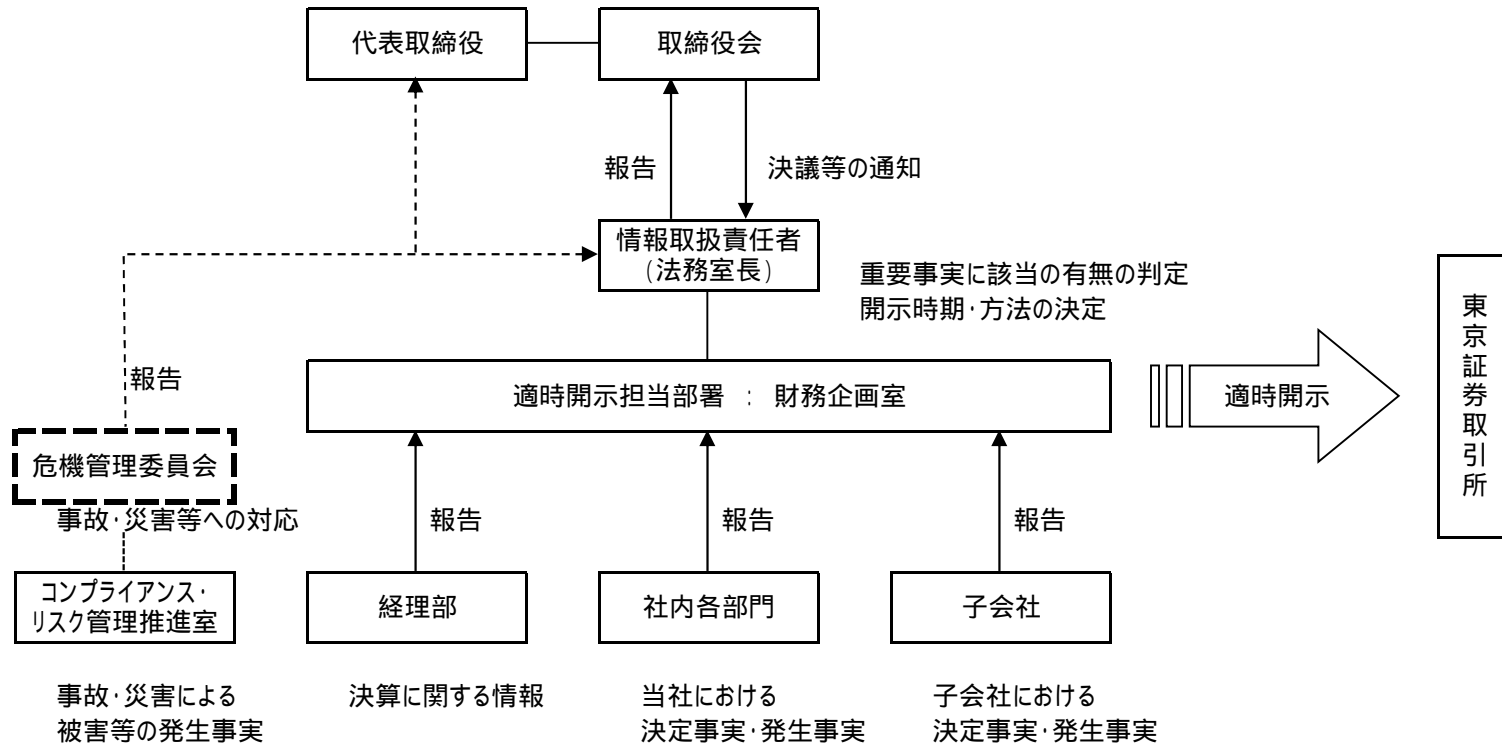 代表取締役
取締役会
報告
決議等の通知
情報取扱責任者
(法務室長)
重要事実に該当の有無の判定
開示時期・方法の決定
報告
適時開示担当部署 : 財務企画室
適時開示
東京証券取引所
危機管理委員会
事故・災害等への対応
報告
報告
報告
コンプライアンス・
リスク管理推進室
経理部
社内各部門
子会社
事故・災害による
被害等の発生事実
決算に関する情報
当社における
決定事実・発生事実
子会社における
決定事実・発生事実